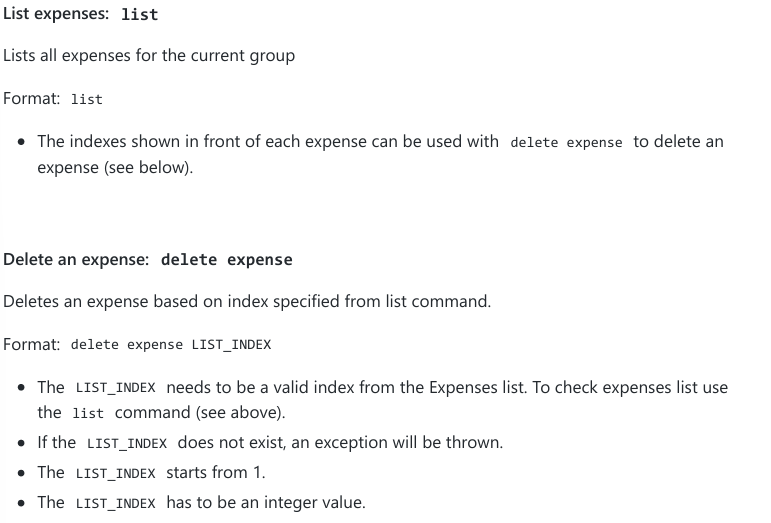 List expenses: list
Lists all expenses for the current group
Format: list
• The indexes shown in front of each expense can be used with delete expense to delete an
expense (see below).
Delete an expense: delete expense
Deletes an expense based on index specified from list command.
Format: delete expense LIST_INDEX
• The LIST_INDEX needs to be a valid index from the Expenses list. To check expenses list use
the list command (see above).
• If the LIST_INDEX does not exist, an exception will be thrown.
• The LIST_INDEX starts from 1.
• The LIST_INDEX has to be an integer value.